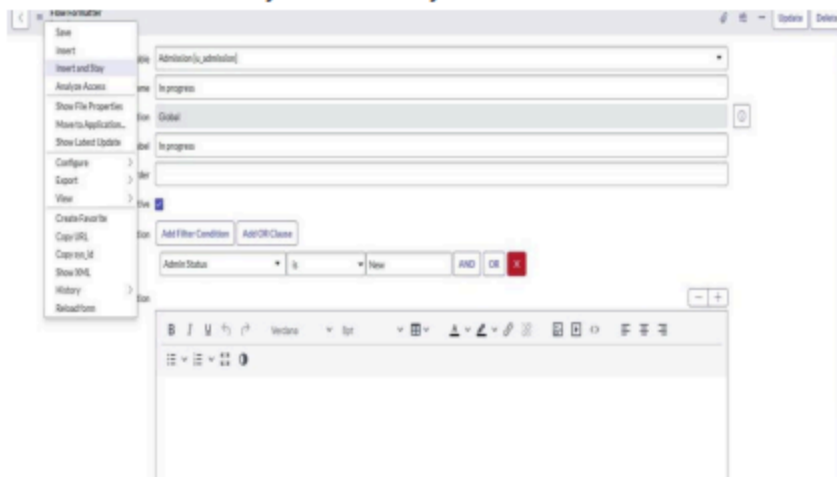 Flow Formatter
Update Delete
Save
Insert
Insert and Stay
Analyze Access
Show File Properties
Move to Application...
Show Latest Update
Configure
Export
View
Create Favorite
Copy URL
Copy sys_id
Show XML
History
Reload form
Admission [u_admission]
In progress
Global
In progress
Add Filter Condition Add OR Clause
Admin Status is New AND OR X
B I U Verdana 8pt A